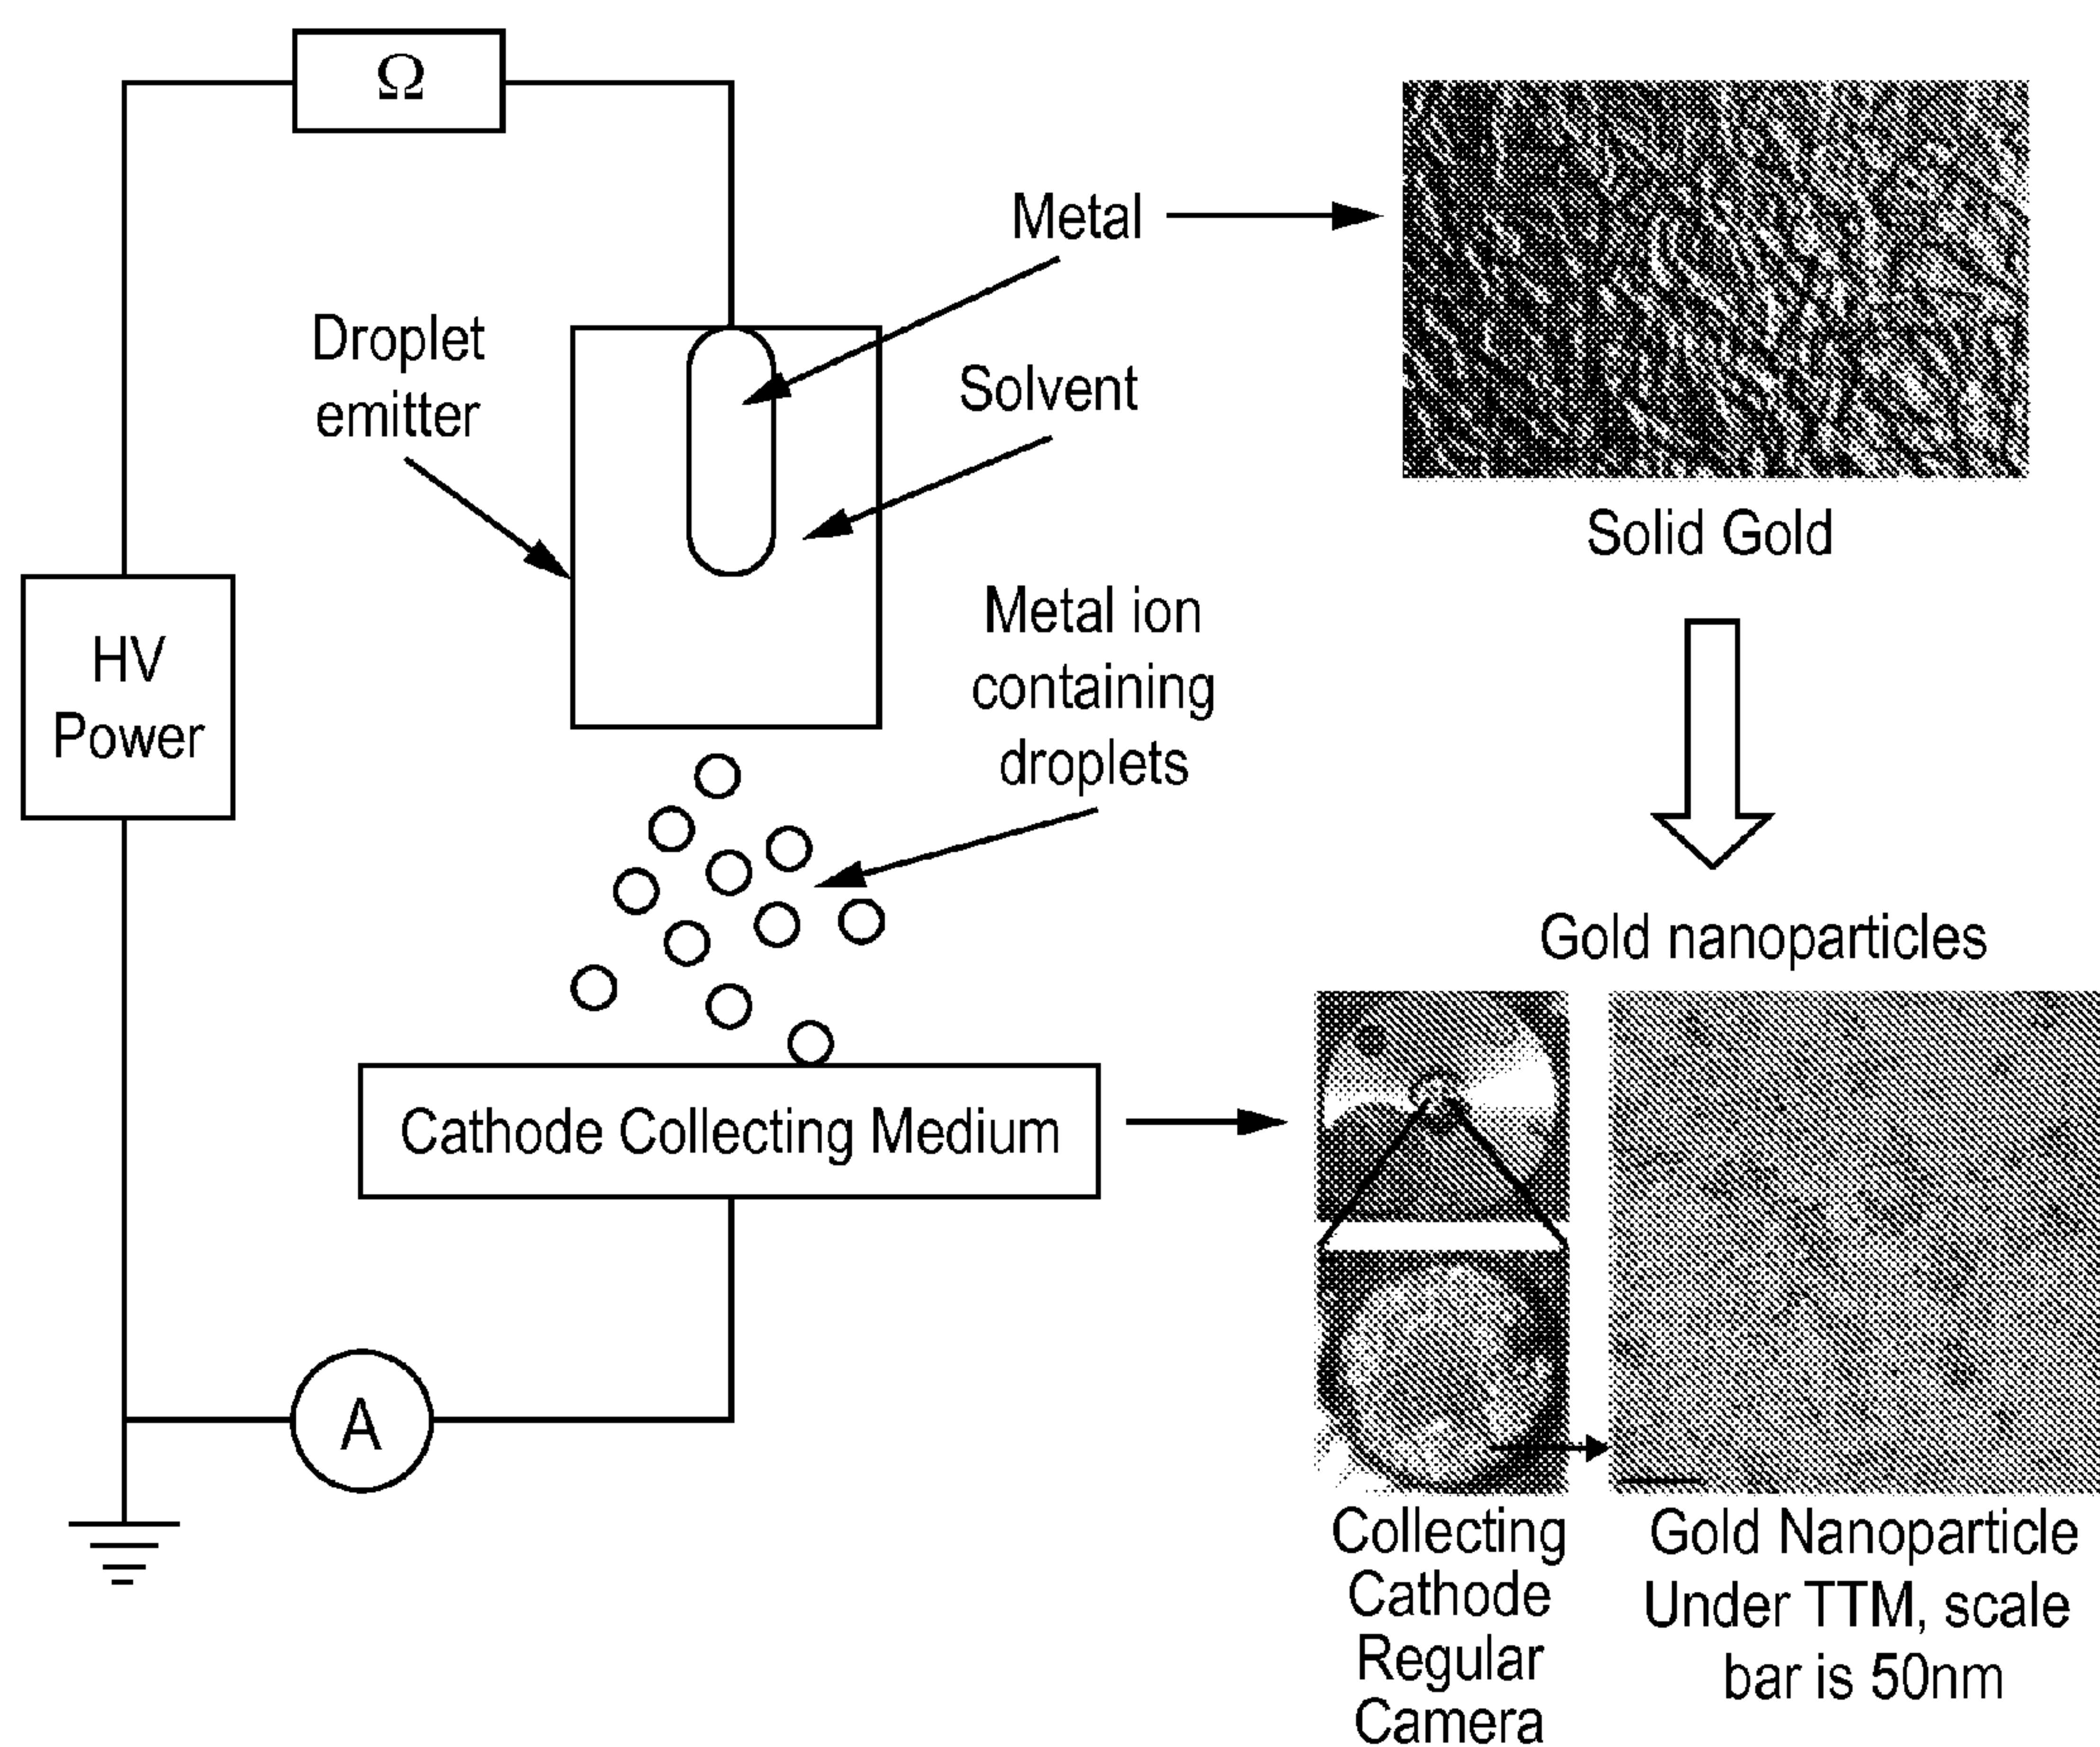 Ω
Metal
Droplet
emitter
Solvent
Solid Gold
HV
Power
Metal ion
containing
droplets
Gold nanoparticles
Cathode Collecting Medium
A
Collecting
Cathode
Regular
Camera
Gold Nanoparticle
Under TTM, scale
bar is 50nm